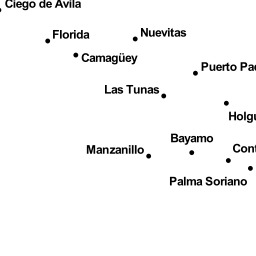 Ciego de Avila
Florida
Nuevitas
Camagüey
Puerto Pad
Las Tunas
Holgu
Bayamo
Manzanillo
Cont
Palma Soriano